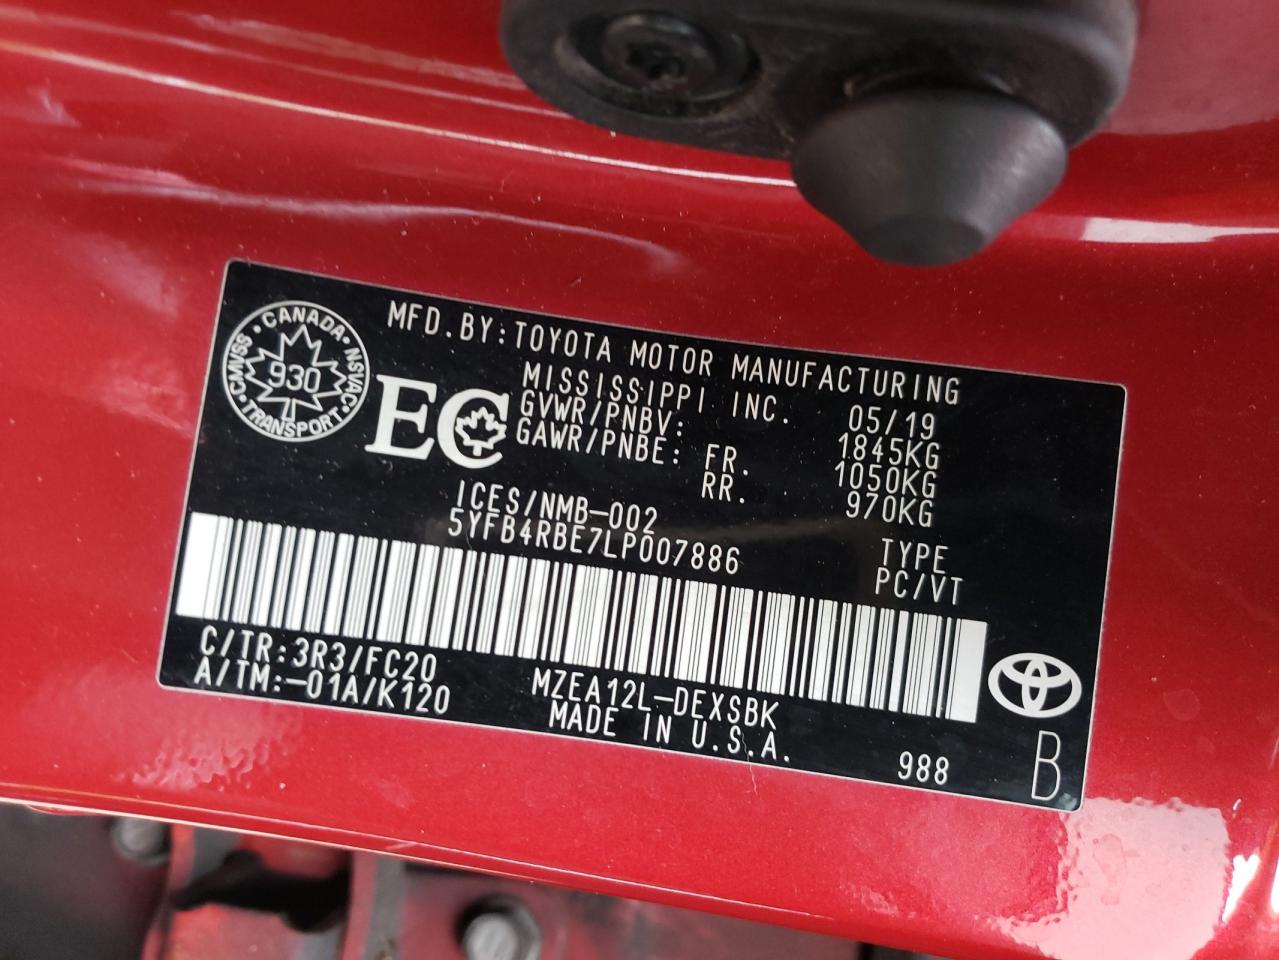 CANADA · NSVAC · TRANSPORT · CMVSS ·
930
EC
MFD.BY:TOYOTA MOTOR MANUFACTURING
MISSISSIPPI INC. 05/19
GVWR/PNBV: 1845KG
GAWR/PNBE: FR. 1050KG
RR. 970KG
ICES/NMB-002
5YFB4RBE7LP007886
TYPE
PC/VT
C/TR:3R3/FC20
A/TM:-01A/K120
MZEA12L-DEXSBK
MADE IN U.S.A.
988
B